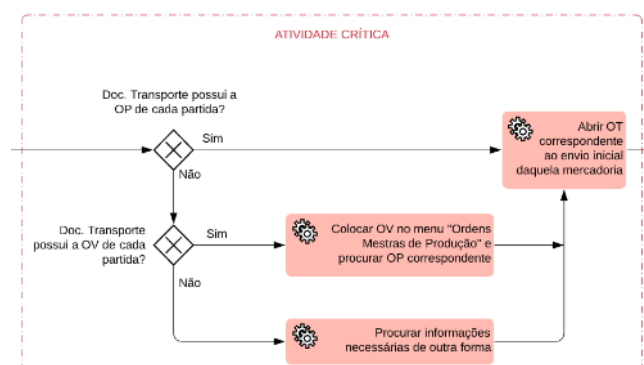 ATIVIDADE CRÍTICA
Doc. Transporte possui a
OP de cada partida?
Sim
Não
Abrir OT
correspondente
ao envio inicial
daquela mercadoria
Doc. Transporte
possui a OV de cada
partida?
Sim
Não
Colocar OV no menu "Ordens
Mestras de Produção" e
procurar OP correspondente
Procurar informações
necessárias de outra forma